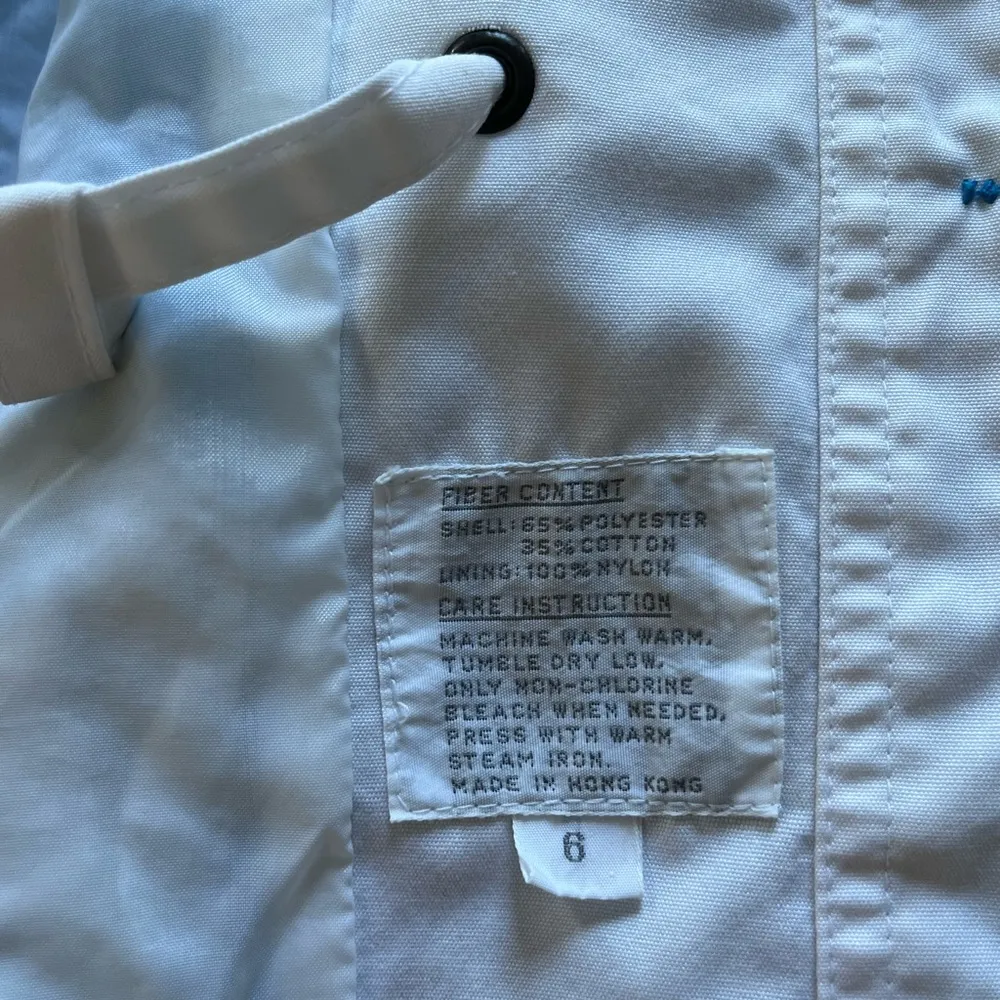 FIBER CONTENT
SHELL: 65% POLYESTER
35% COTTON
LINING: 100% NYLON
CARE INSTRUCTION
MACHINE WASH WARM,
TUMBLE DRY LOW,
ONLY NON-CHLORINE
BLEACH WHEN NEEDED,
PRESS WITH WARM
STEAM IRON.
MADE IN HONG KONG
6